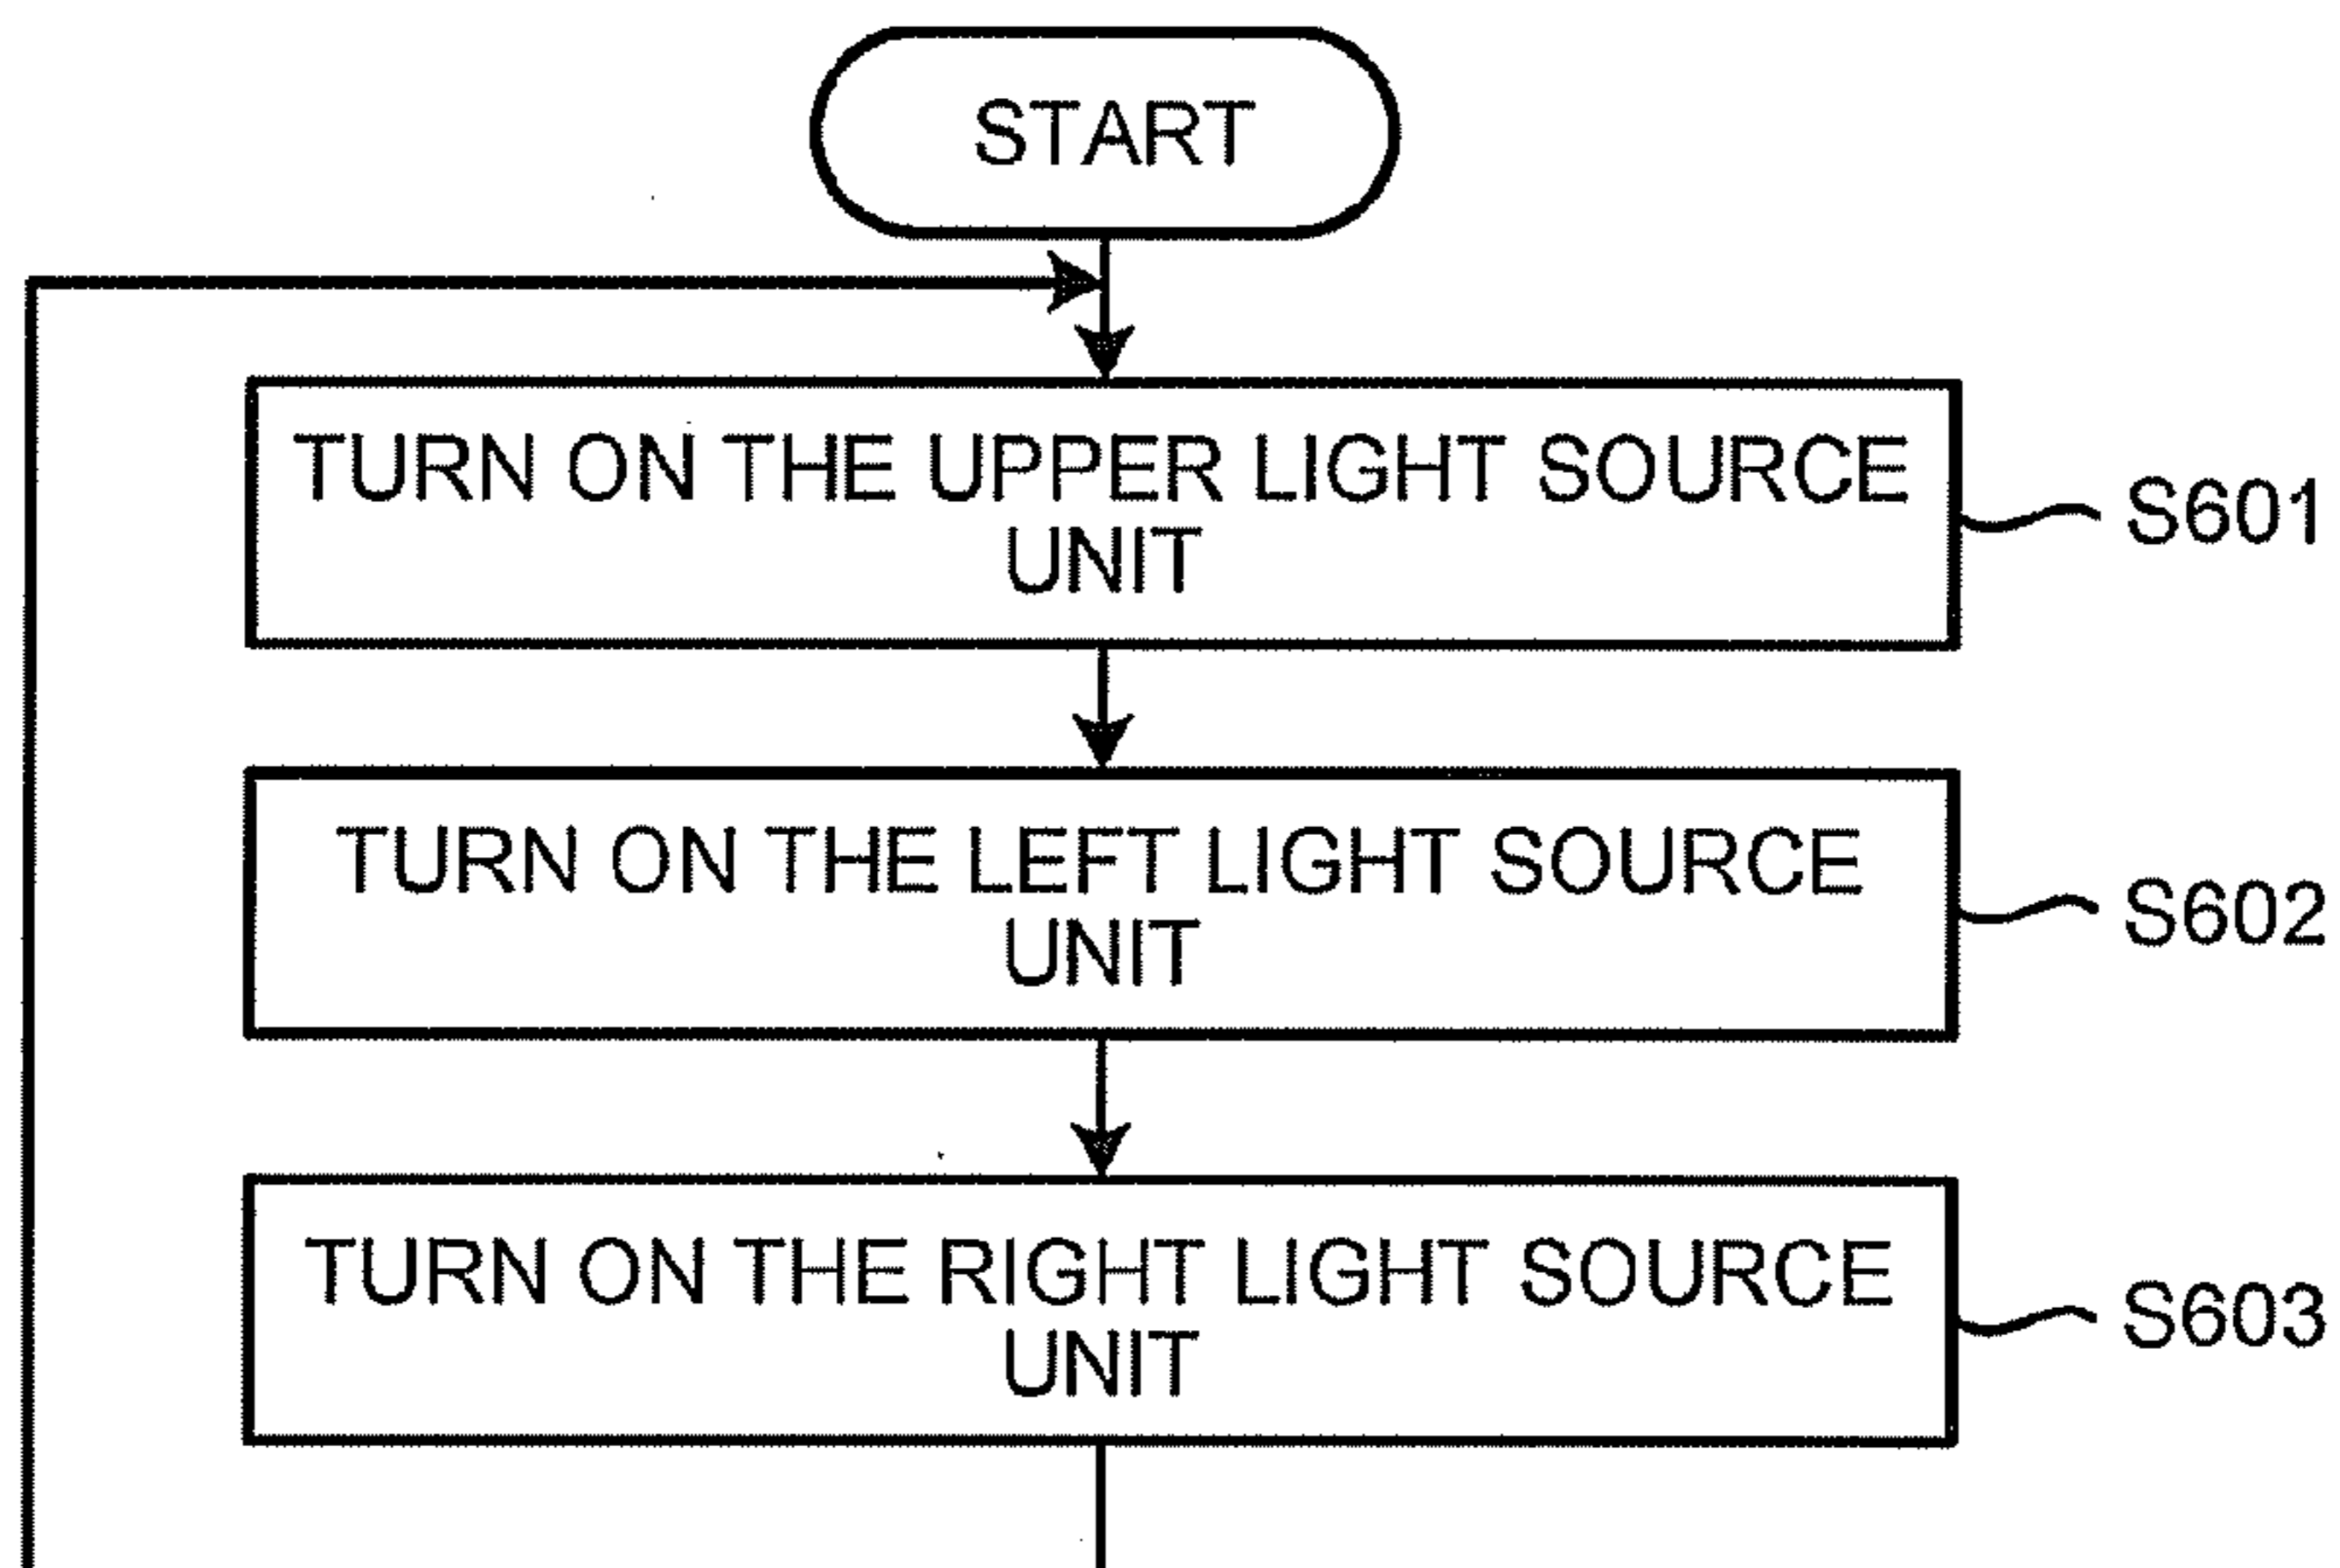 START
TURN ON THE UPPER LIGHT SOURCE
UNIT
S601
TURN ON THE LEFT LIGHT SOURCE
UNIT
S602
TURN ON THE RIGHT LIGHT SOURCE
UNIT
S603